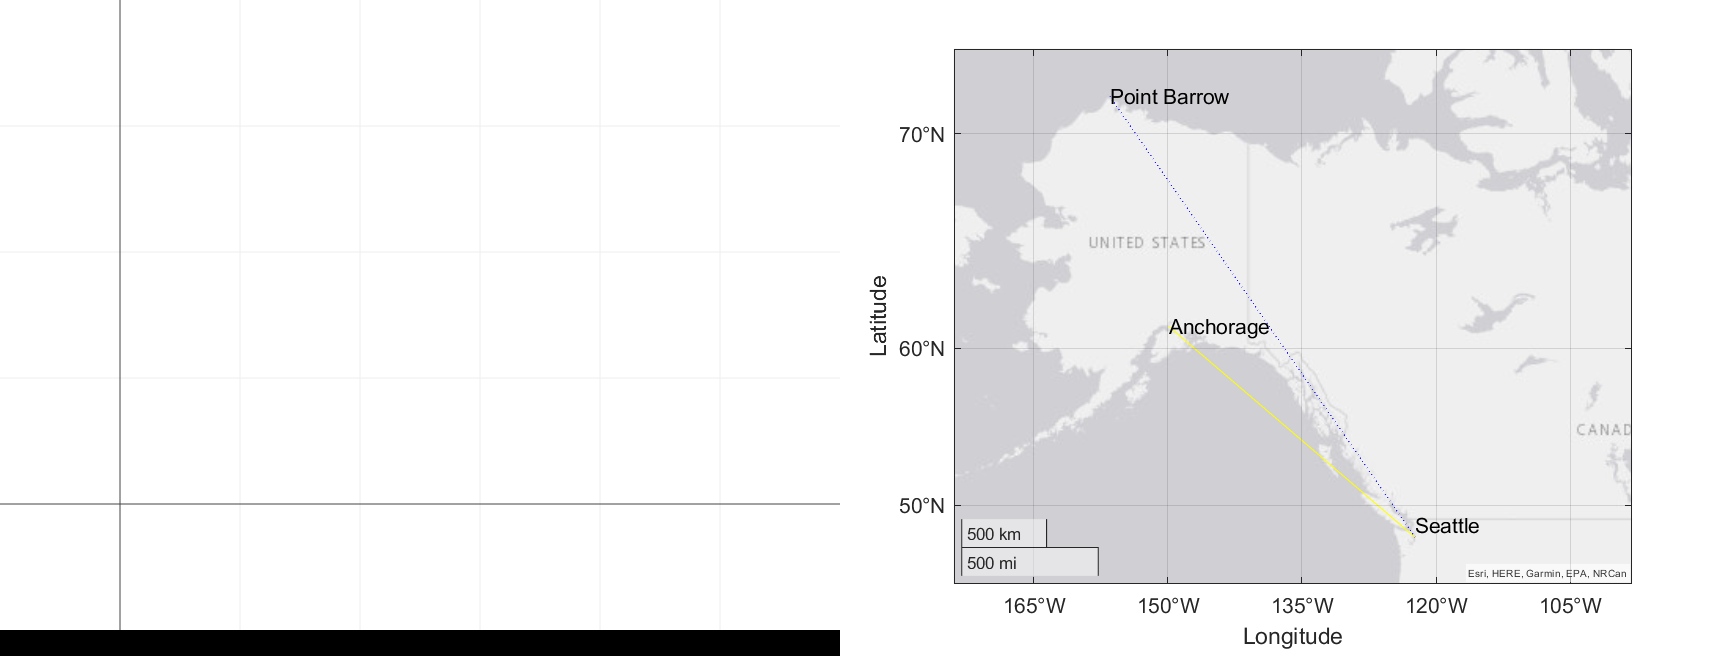 Point Barrow
70°N
UNITED STATES
Latitude
Anchorage
60°N
CANAD
50°N
Seattle
500 km
500 mi
Esri, HERE, Garmin, EPA, NRCan
165°W 150°W 135°W 120°W 105°W
Longitude